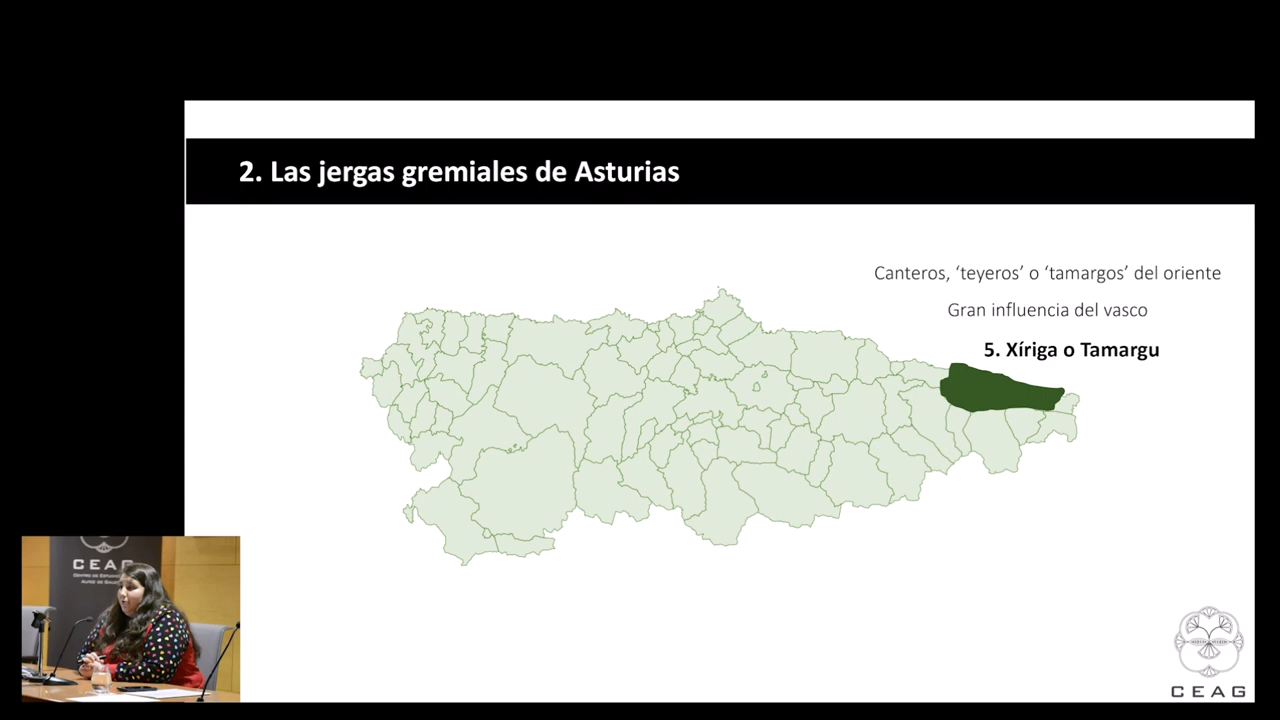 2. Las jergas gremiales de Asturias
Canteros, ‘teyeros’ o ‘tamargos’ del oriente
Gran influencia del vasco
5. Xíriga o Tamargu
CEAG
CEAG